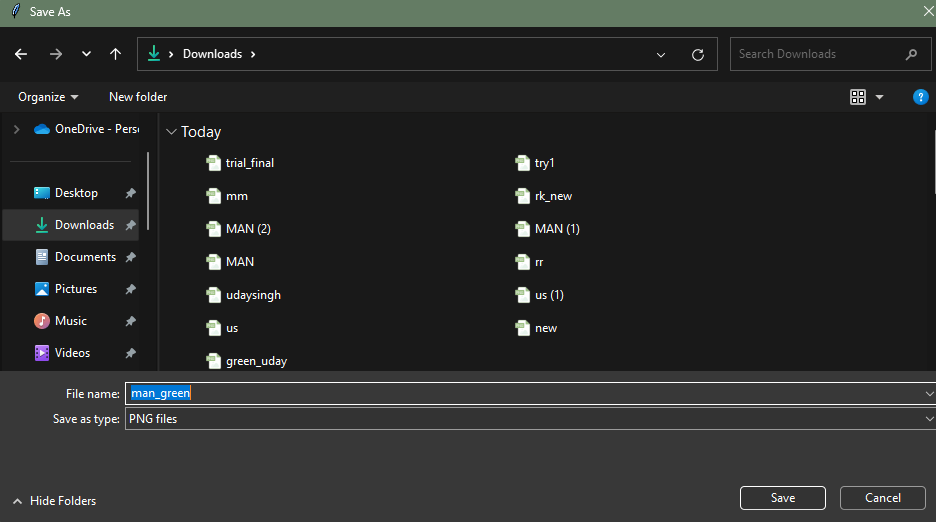 Save As
Downloads
Search Downloads
Organize
New folder
?
OneDrive - Perso
Desktop
Downloads
Documents
Pictures
Music
Videos
Today
trial_final
try1
mm
rk_new
MAN (2)
MAN (1)
MAN
rr
udaysingh
us (1)
us
new
green_uday
File name: man_green
Save as type: PNG files
Hide Folders
Save
Cancel